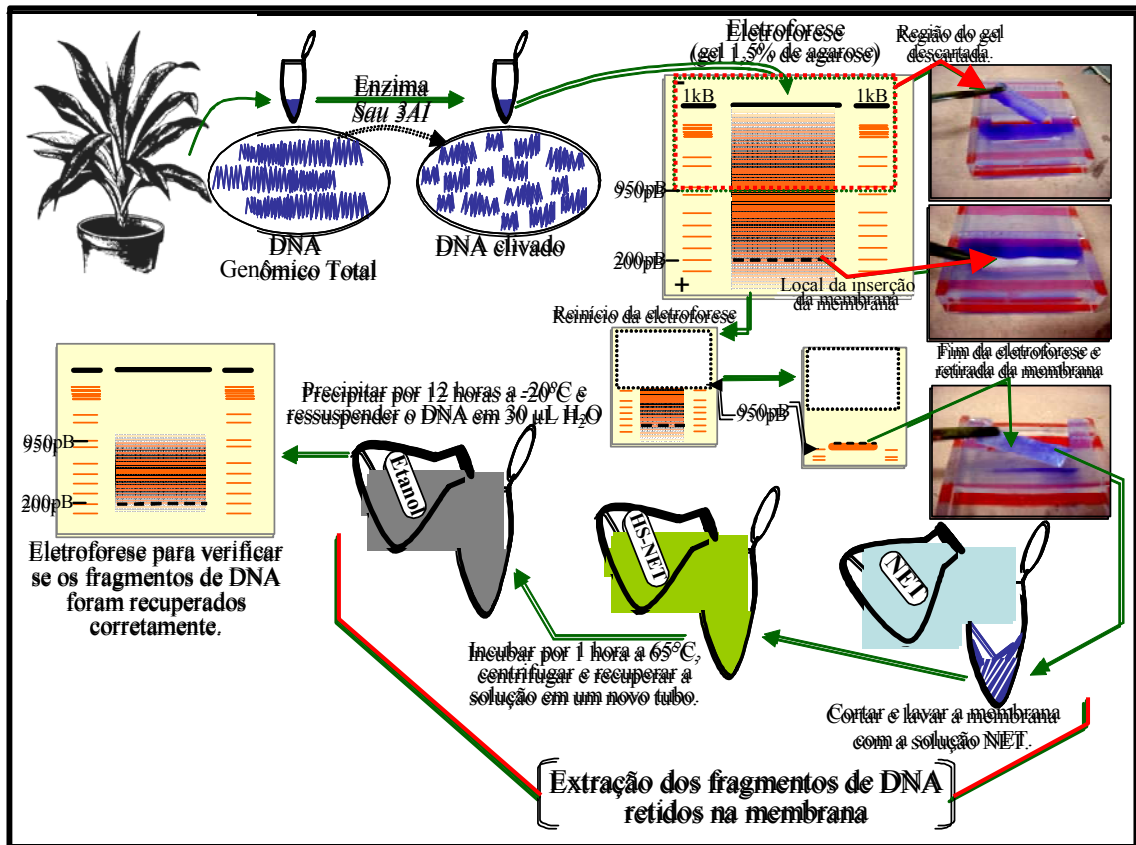 Enzima
Sau 3AI
DNA
Genômico Total
DNA clivado
Eletroforese
(gel 1,5% de agarose)
Região do gel
descartada.
-
1kB
1kB
950pB
200pB
+
Local da inserção
da membrana
Reinício da eletroforese
950pB
Fim da eletroforese e
retirada da membrana
NET
Cortar e lavar a membrana
com a solução NET.
HS-NET
Incubar por 1 hora a 65°C,
centrifugar e recuperar a
solução em um novo tubo.
Etanol
Precipitar por 12 horas a -20°C e
ressuspender o DNA em 30 µL H₂O
950pB
200pB
Eletroforese para verificar
se os fragmentos de DNA
foram recuperados
corretamente.
Extração dos fragmentos de DNA
retidos na membrana